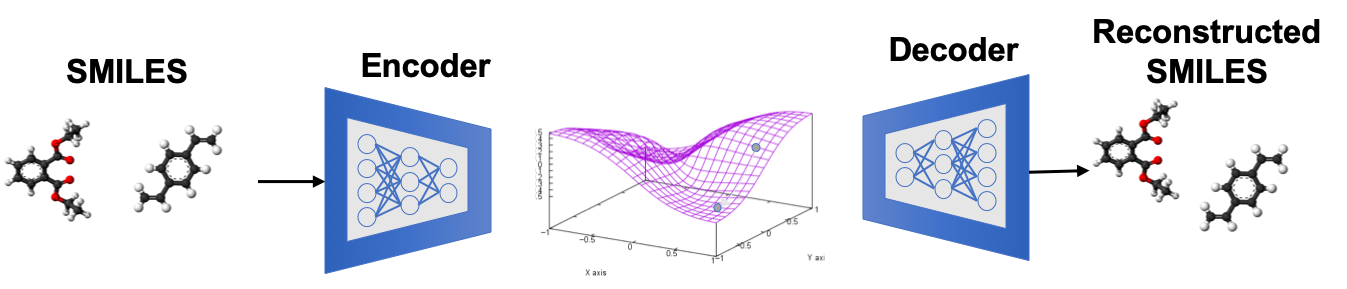 SMILES
Encoder
Decoder
Reconstructed
SMILES
-1
-0.5
0
0.5
1
-1
-0.5
0
0.5
1
X axis
Y axi